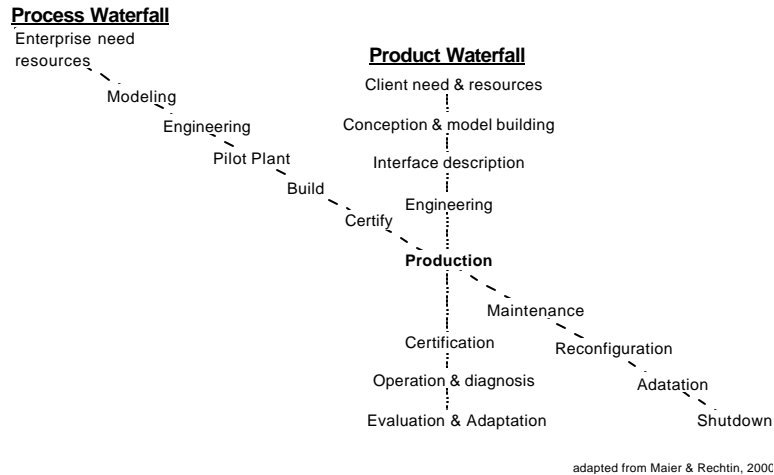 Process Waterfall
Enterprise need
resources
Modeling
Engineering
Pilot Plant
Build
Certify
Product Waterfall
Client need & resources
Conception & model building
Interface description
Engineering
Production
Certification
Operation & diagnosis
Evaluation & Adaptation
Maintenance
Reconfiguration
Adatation
Shutdown
adapted from Maier & Rechtin, 2000